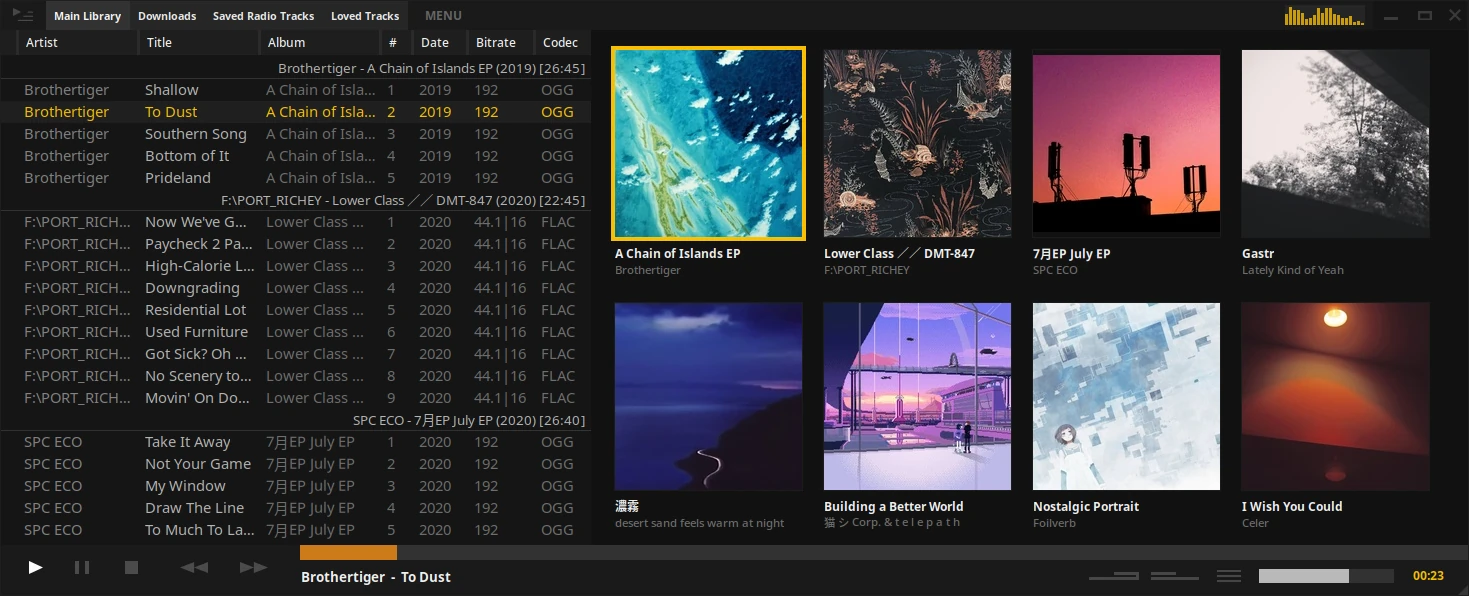 Main Library Downloads Saved Radio Tracks Loved Tracks MENU
Artist Title Album # Date Bitrate Codec
Brothertiger - A Chain of Islands EP (2019) [26:45]
Brothertiger Shallow A Chain of Isla... 1 2019 192 OGG
Brothertiger To Dust A Chain of Isla... 2 2019 192 OGG
Brothertiger Southern Song A Chain of Isla... 3 2019 192 OGG
Brothertiger Bottom of It A Chain of Isla... 4 2019 192 OGG
Brothertiger Prideland A Chain of Isla... 5 2019 192 OGG
F:\PORT_RICHEY - Lower Class ／／ DMT-847 (2020) [22:45]
F:\PORT_RICH... Now We've G... Lower Class ... 1 2020 44.1|16 FLAC
F:\PORT_RICH... Paycheck 2 Pa... Lower Class ... 2 2020 44.1|16 FLAC
F:\PORT_RICH... High-Calorie L... Lower Class ... 3 2020 44.1|16 FLAC
F:\PORT_RICH... Downgrading Lower Class ... 4 2020 44.1|16 FLAC
F:\PORT_RICH... Residential Lot Lower Class ... 5 2020 44.1|16 FLAC
F:\PORT_RICH... Used Furniture Lower Class ... 6 2020 44.1|16 FLAC
F:\PORT_RICH... Got Sick? Oh ... Lower Class ... 7 2020 44.1|16 FLAC
F:\PORT_RICH... No Scenery to... Lower Class ... 8 2020 44.1|16 FLAC
F:\PORT_RICH... Movin' On Do... Lower Class ... 9 2020 44.1|16 FLAC
SPC ECO - 7月EP July EP (2020) [26:40]
SPC ECO Take It Away 7月EP July EP 1 2020 192 OGG
SPC ECO Not Your Game 7月EP July EP 2 2020 192 OGG
SPC ECO My Window 7月EP July EP 3 2020 192 OGG
SPC ECO Draw The Line 7月EP July EP 4 2020 192 OGG
SPC ECO To Much To La... 7月EP July EP 5 2020 192 OGG
A Chain of Islands EP
Brothertiger
Lower Class ／／ DMT-847
F:\PORT_RICHEY
7月EP July EP
SPC ECO
Gastr
Lately Kind of Yeah
濃霧
desert sand feels warm at night
Building a Better World
猫 シ Corp. & t e l e p a t h
Nostalgic Portrait
Foilverb
I Wish You Could
Celer
Brothertiger - To Dust
00:23